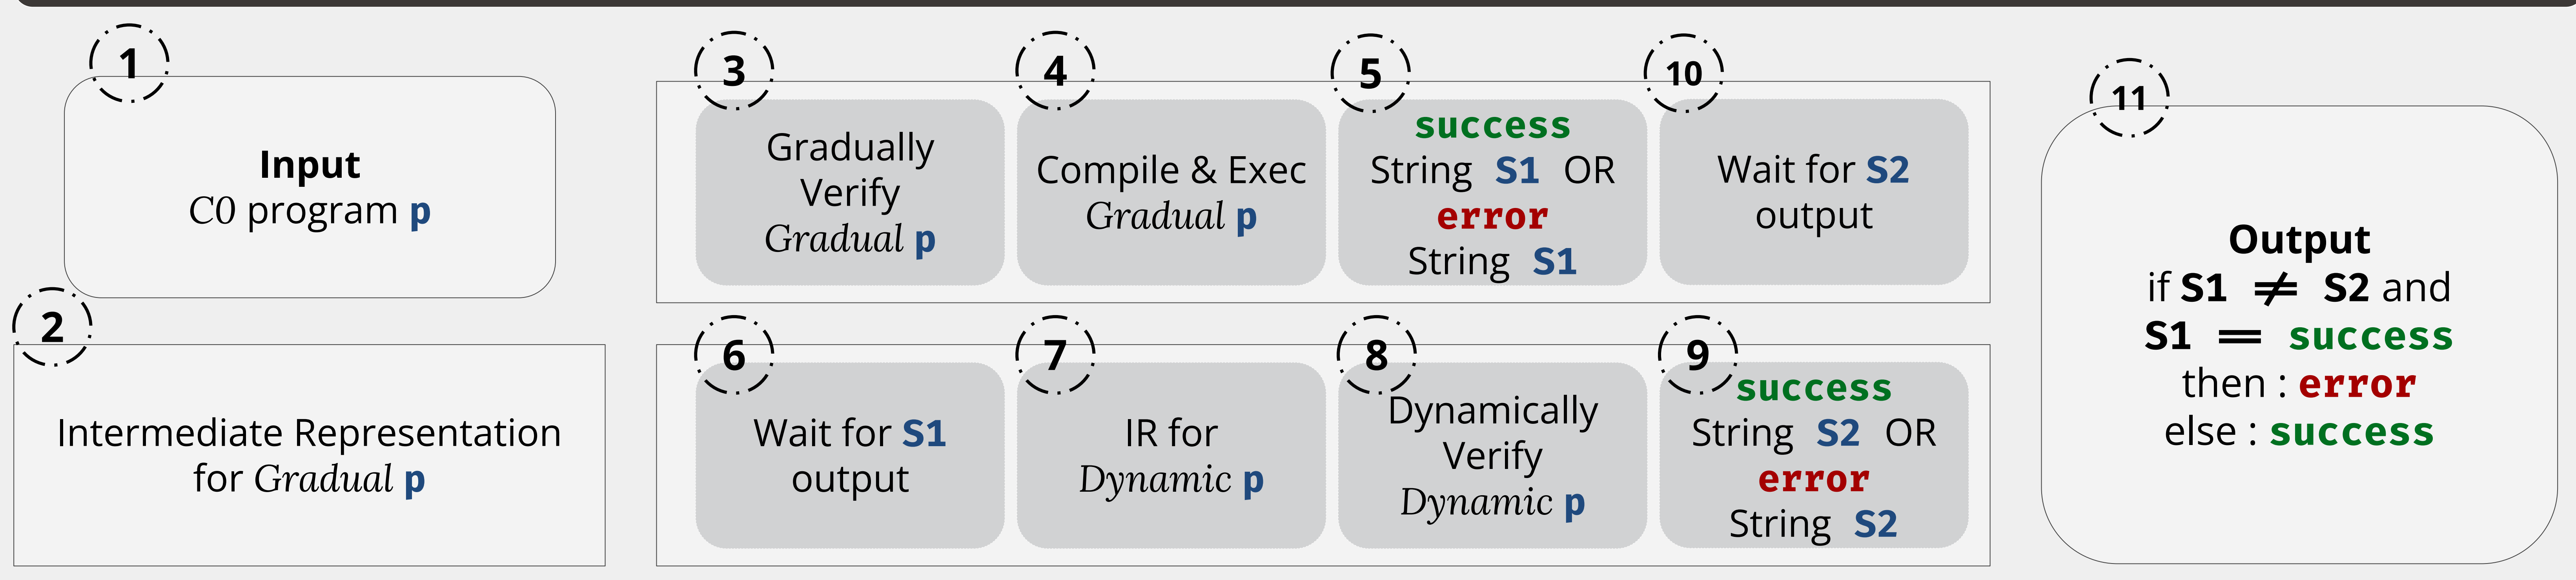 1
Input
C0 program p
2
Intermediate Representation
for Gradual p
3
Gradually
Verify
Gradual p
4
Compile & Exec
Gradual p
5
success
String S1 OR
error
String S1
10
Wait for S2
output
6
Wait for S1
output
7
IR for
Dynamic p
8
Dynamically
Verify
Dynamic p
9
success
String S2 OR
error
String S2
11
Output
if S1 ≠ S2 and
S1 == success
then : error
else : success